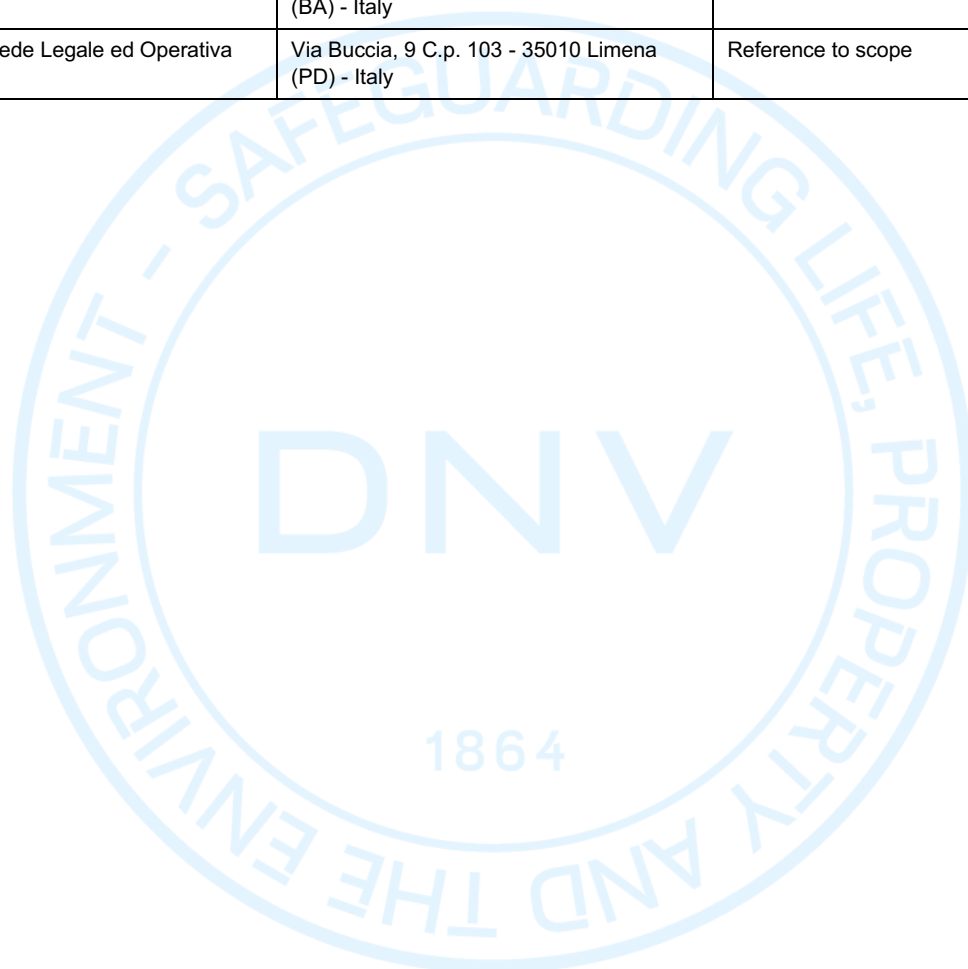 (BA) - Italy
ede Legale ed Operativa
Via Buccia, 9 C.p. 103 - 35010 Limena
(PD) - Italy
Reference to scope
SAFEGUARDING LIFE, PROPERTY AND THE ENVIRONMENT -
DNV
1864